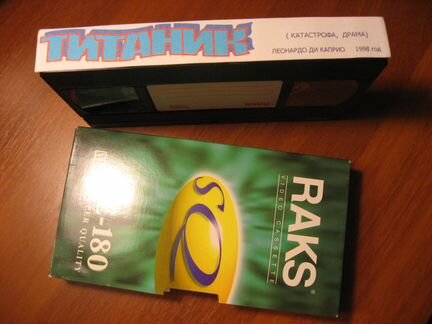 ТИТАНИК
( КАТАСТРОФА, ДРАМА)
ЛЕОНАРДО ДИ КАПРИО 1998 год
RAKS®
VIDEO CASSETTE
SQ
-180
QUALITY